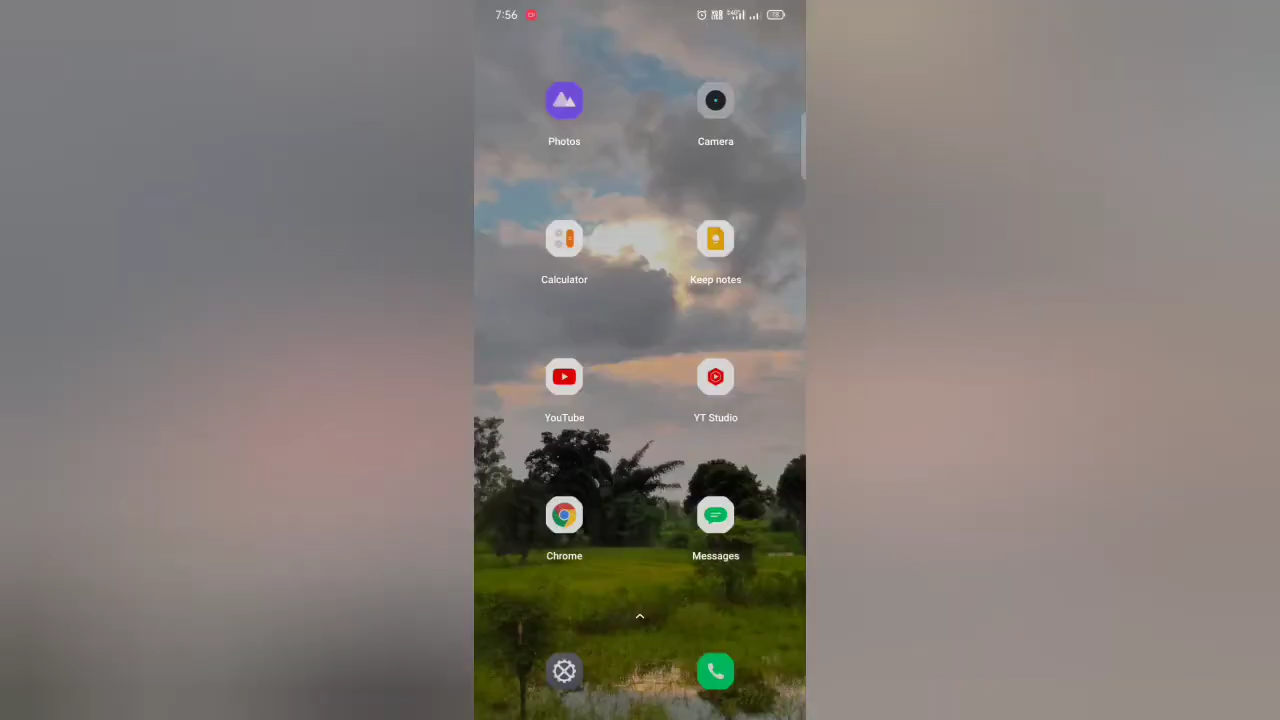 7:56
Photos
Camera
Calculator
Keep notes
YouTube
YT Studio
Chrome
Messages